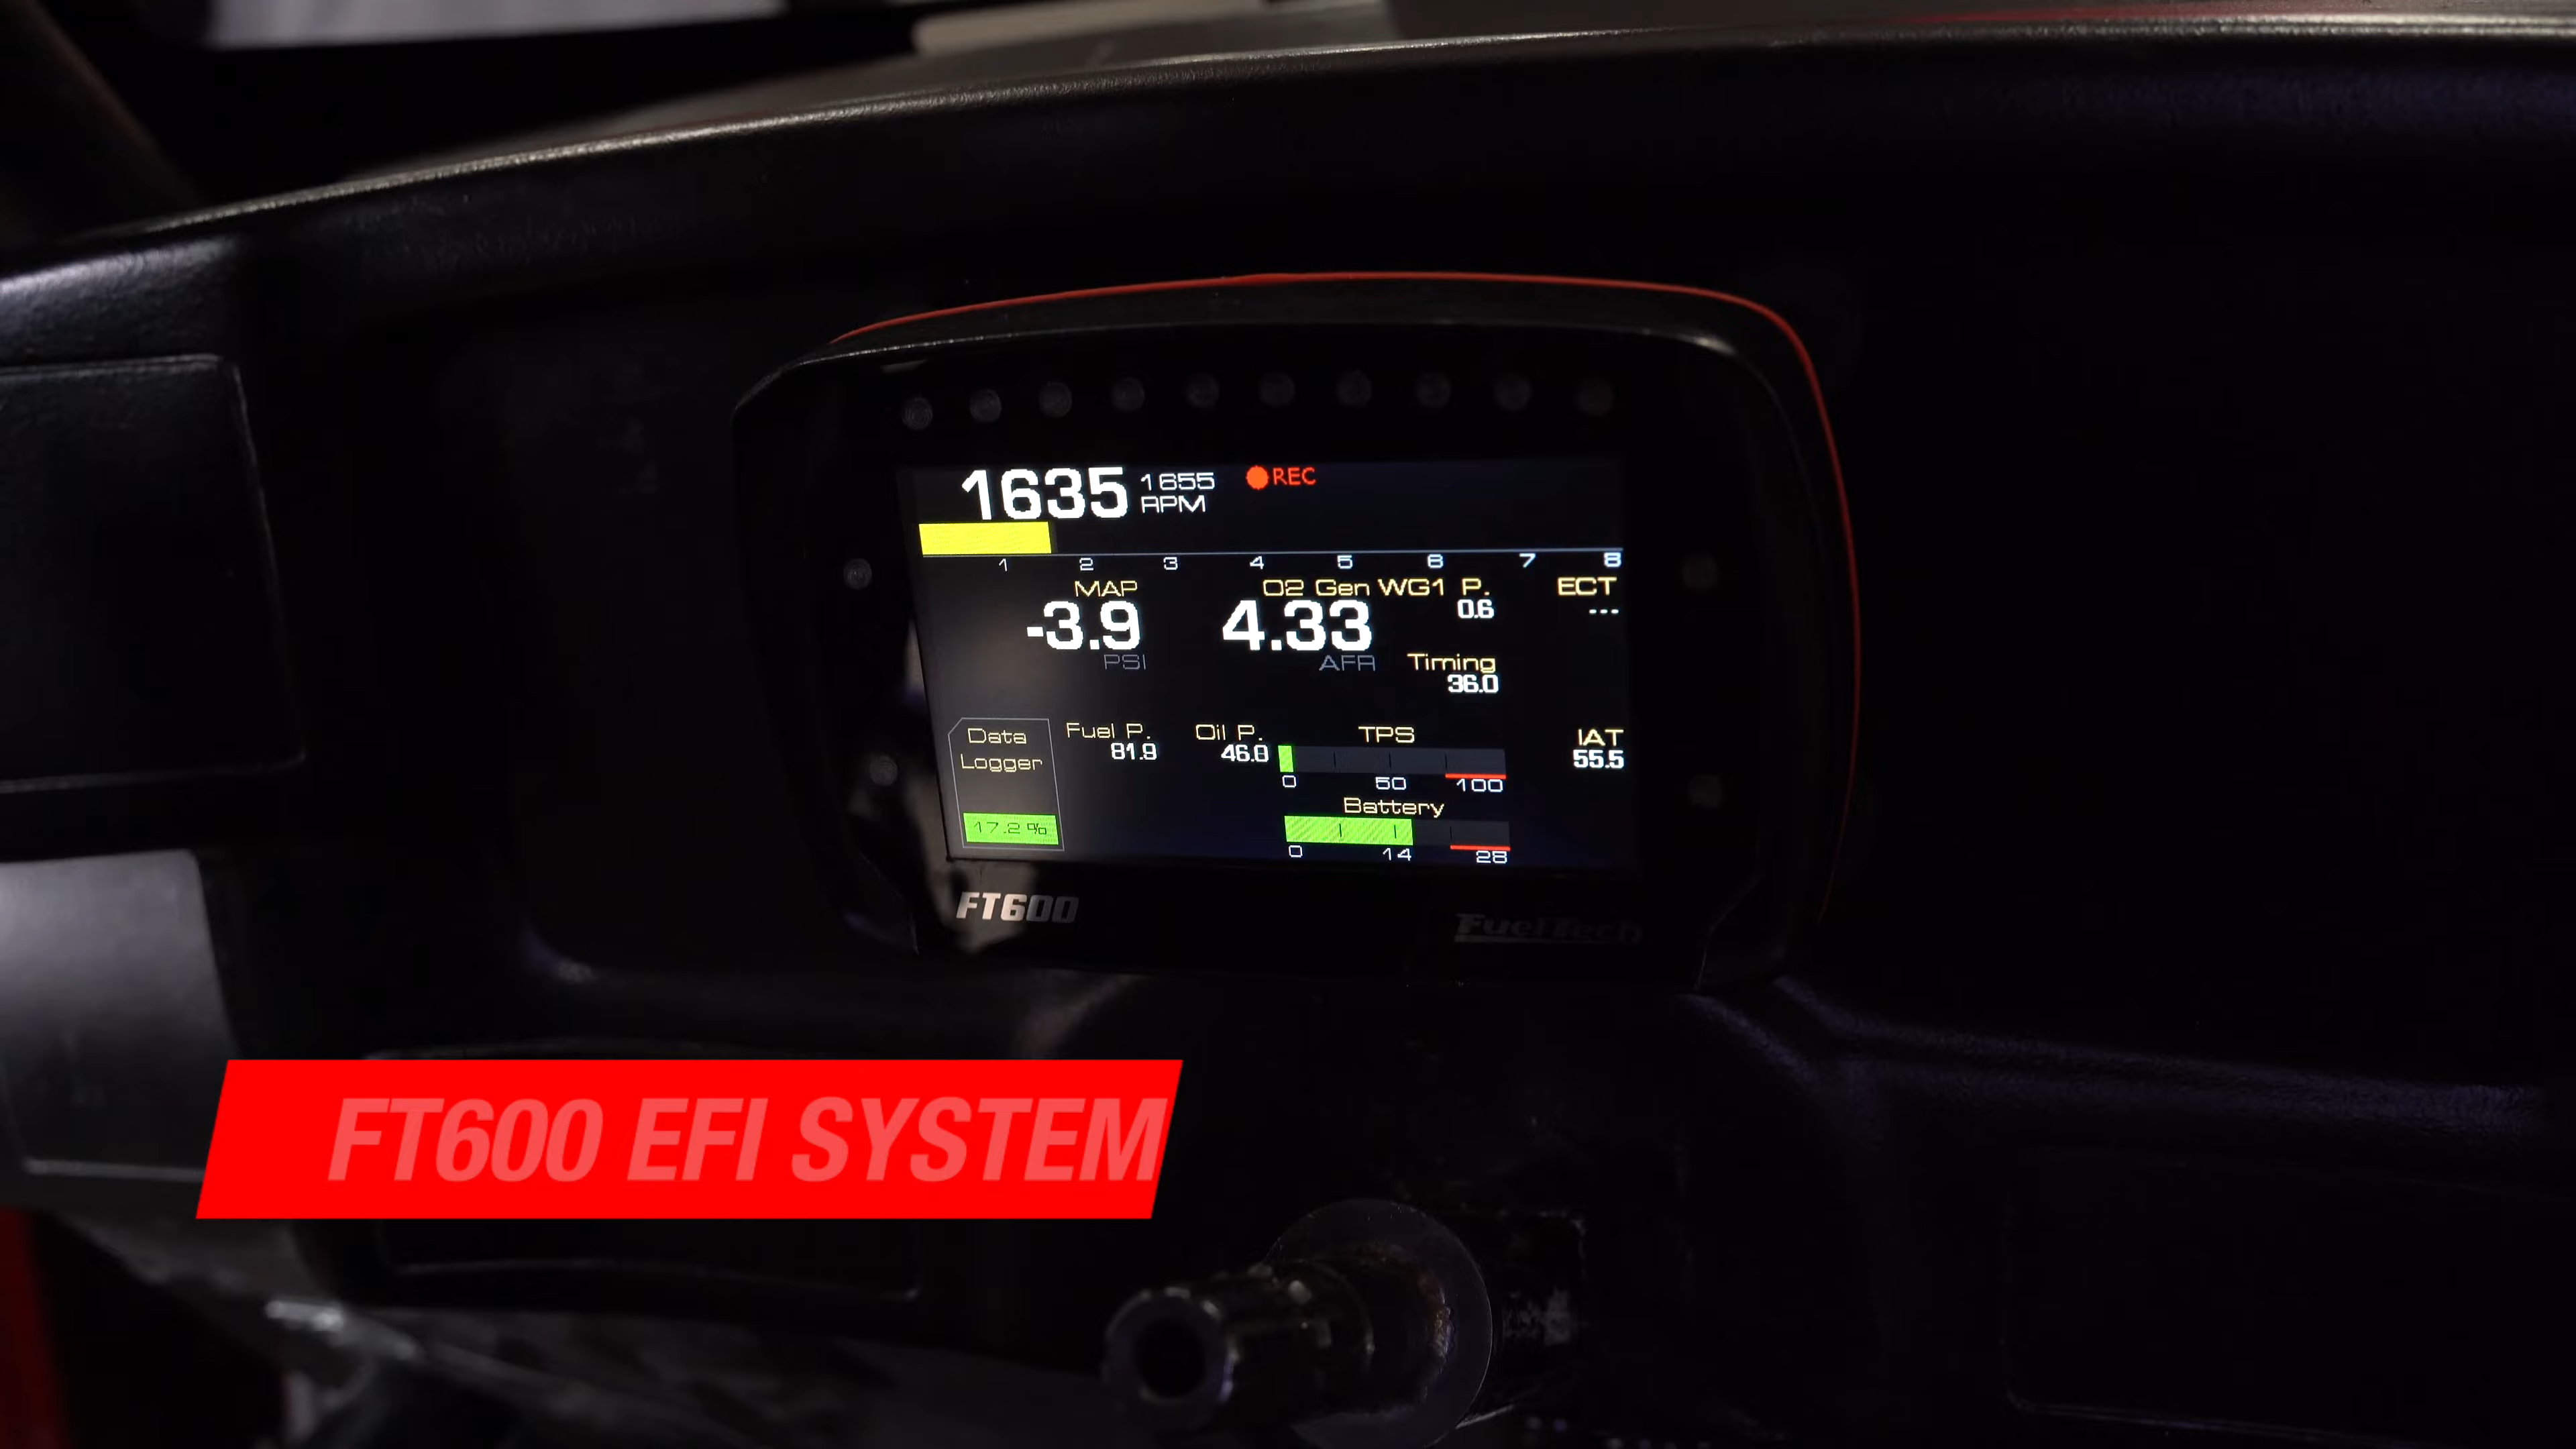 1635 1655
RPM
REC
1 2 3 4 5 6 7 8
MAP
-3.9
PSI
O2 Gen
4.33
AFR
WG1 P.
0.6
Timing
36.0
ECT
---
Data
Logger
17.2 %
Fuel P.
81.9
Oil P.
46.0
TPS
0 50 100
Battery
0 14 28
IAT
55.5
FT600
FuelTech
FT600 EFI SYSTEM